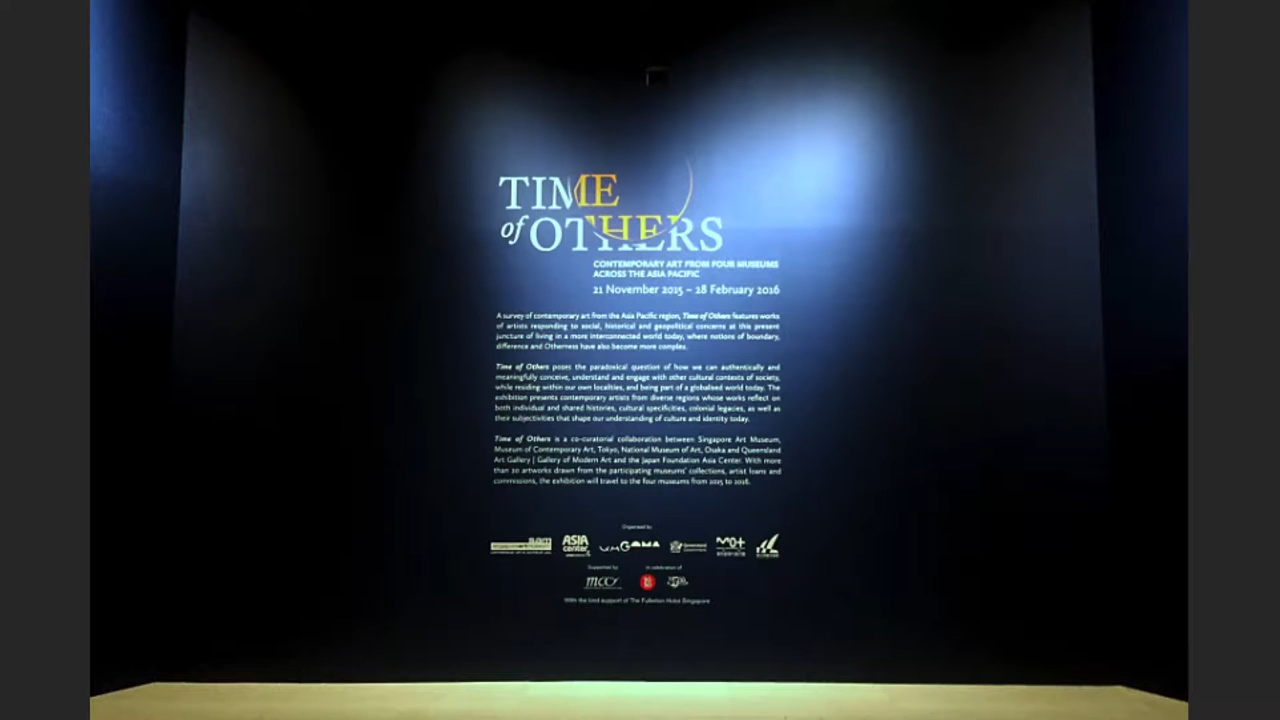 TIME
of OTHERS
CONTEMPORARY ART FROM FOUR MUSEUMS
ACROSS THE ASIA PACIFIC
21 November 2015 – 28 February 2016
A survey of contemporary art from the Asia Pacific region, Time of Others features works
of artists responding to social, historical and geopolitical concerns at this present
juncture of living in a more interconnected world today, where notions of boundary,
difference and Otherness have also become more complex.
Time of Others poses the paradoxical question of how we can authentically and
meaningfully conceive, understand and engage with other cultural contexts of society,
while residing within our own localities, and being part of a globalised world today. The
exhibition presents contemporary artists from diverse regions whose works reflect on
both individual and shared histories, cultural specificities, colonial legacies, as well as
their subjectivities that shape our understanding of culture and identity today.
Time of Others is a co-curatorial collaboration between Singapore Art Museum,
Museum of Contemporary Art, Tokyo, National Museum of Art, Osaka and Queensland
Art Gallery | Gallery of Modern Art and the Japan Foundation Asia Center. With more
than 20 artworks drawn from the participating museums' collections, artist loans and
commissions, the exhibition will travel to the four museums from 2015 to 2016.
Organised by
ASIA
center
GOMA
Queensland
Government
MOT
Supported by
In celebration of
mccy
With the kind support of The Fullerton Hotel Singapore